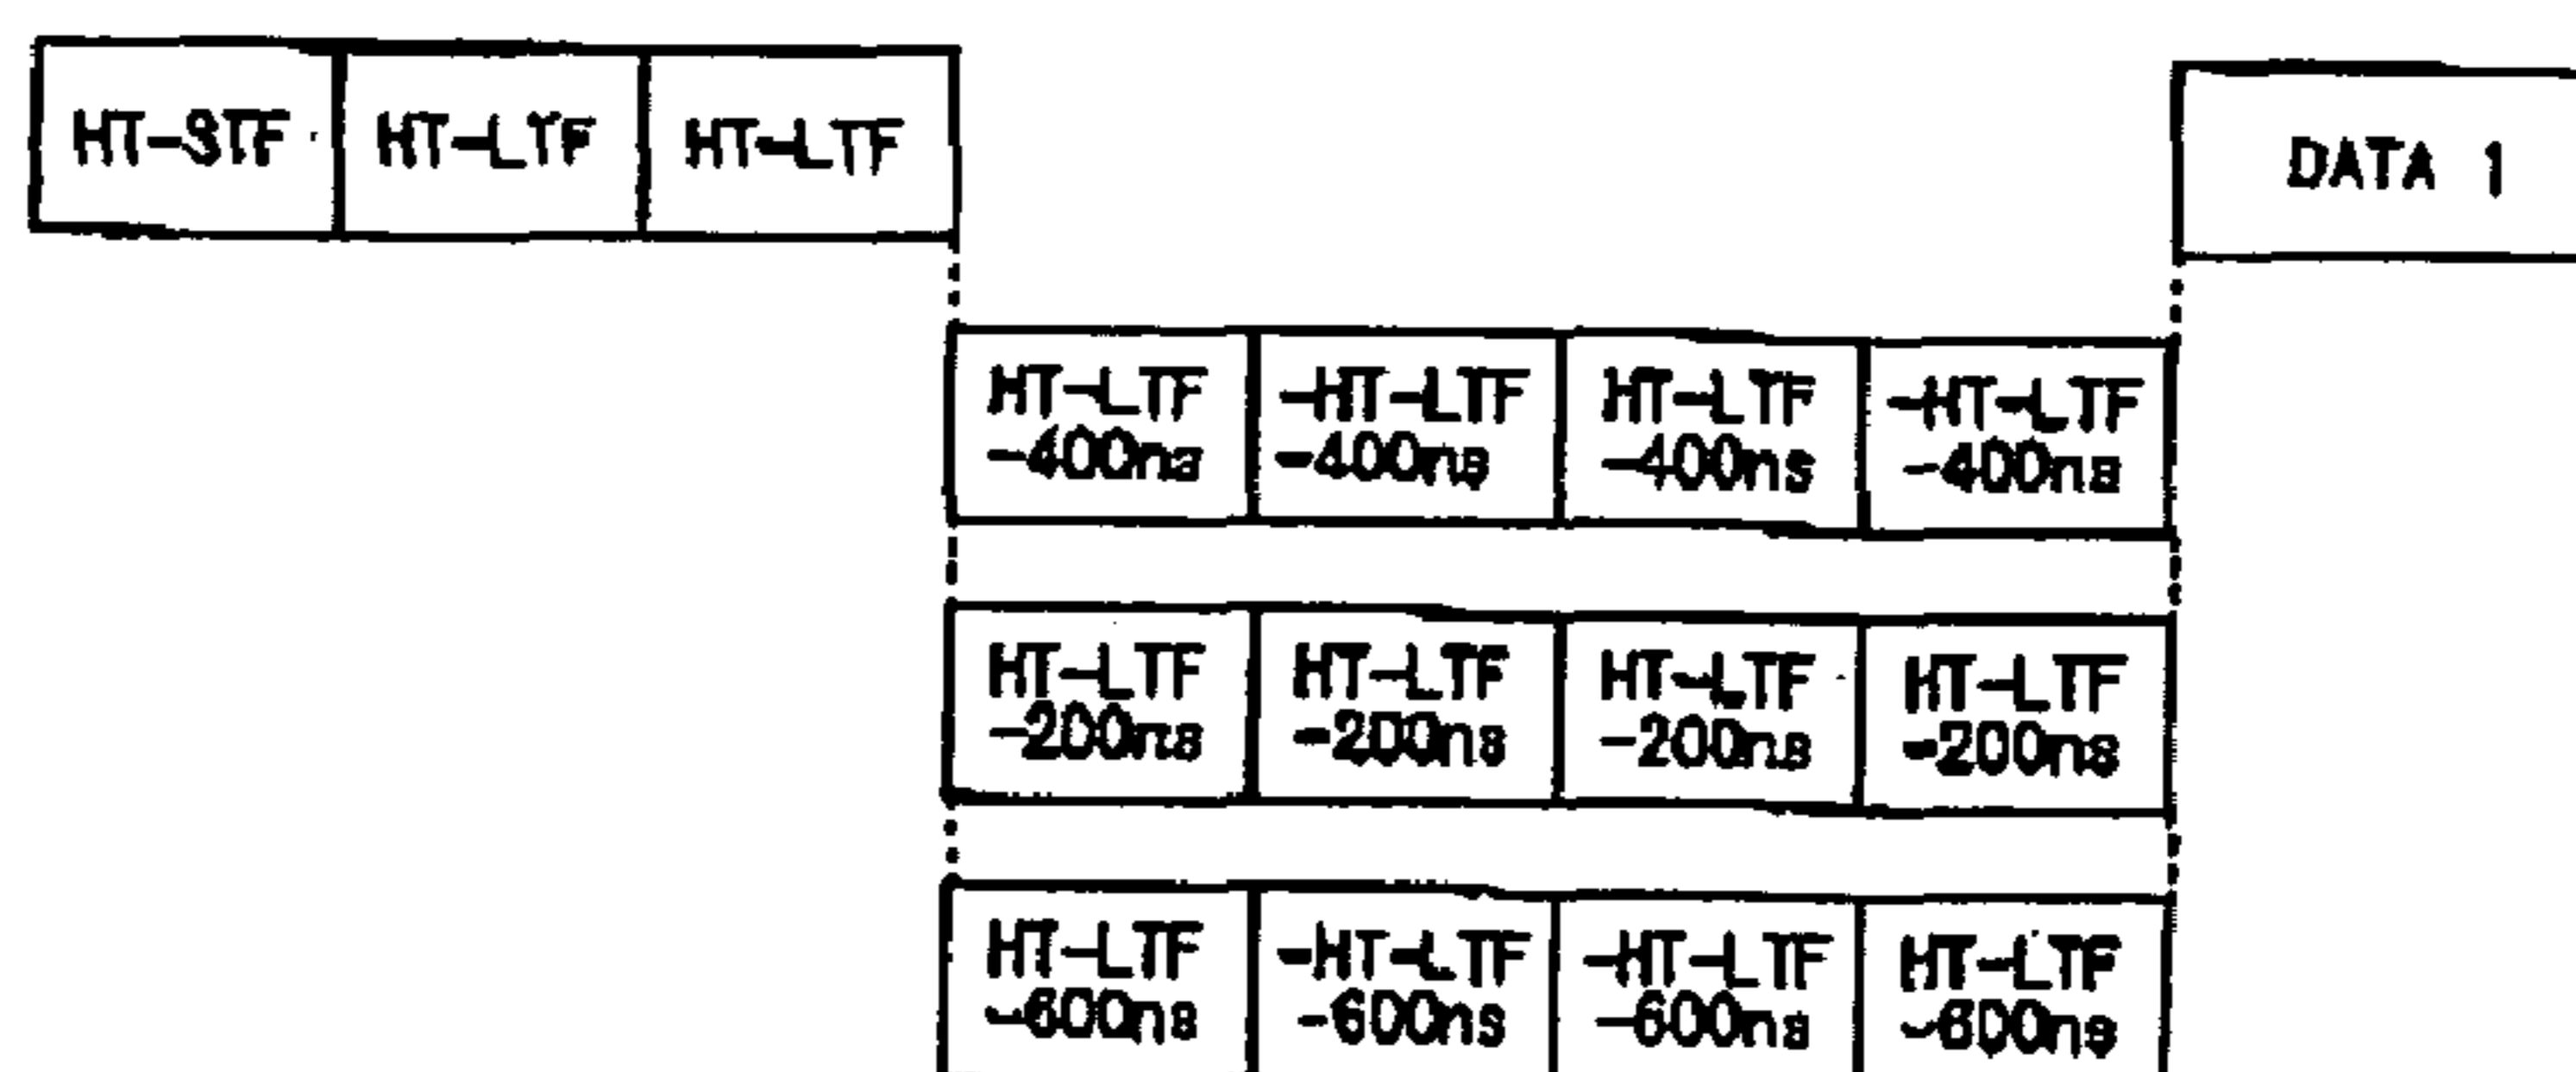 HT-STF HT-LTF HT-LTF DATA 1
HT-LTF -HT-LTF HT-LTF -HT-LTF
-400ns -400ns -400ns -400ns
HT-LTF HT-LTF HT-LTF HT-LTF
-200ns -200ns -200ns -200ns
HT-LTF -HT-LTF -HT-LTF HT-LTF
-600ns -600ns -600ns -600ns